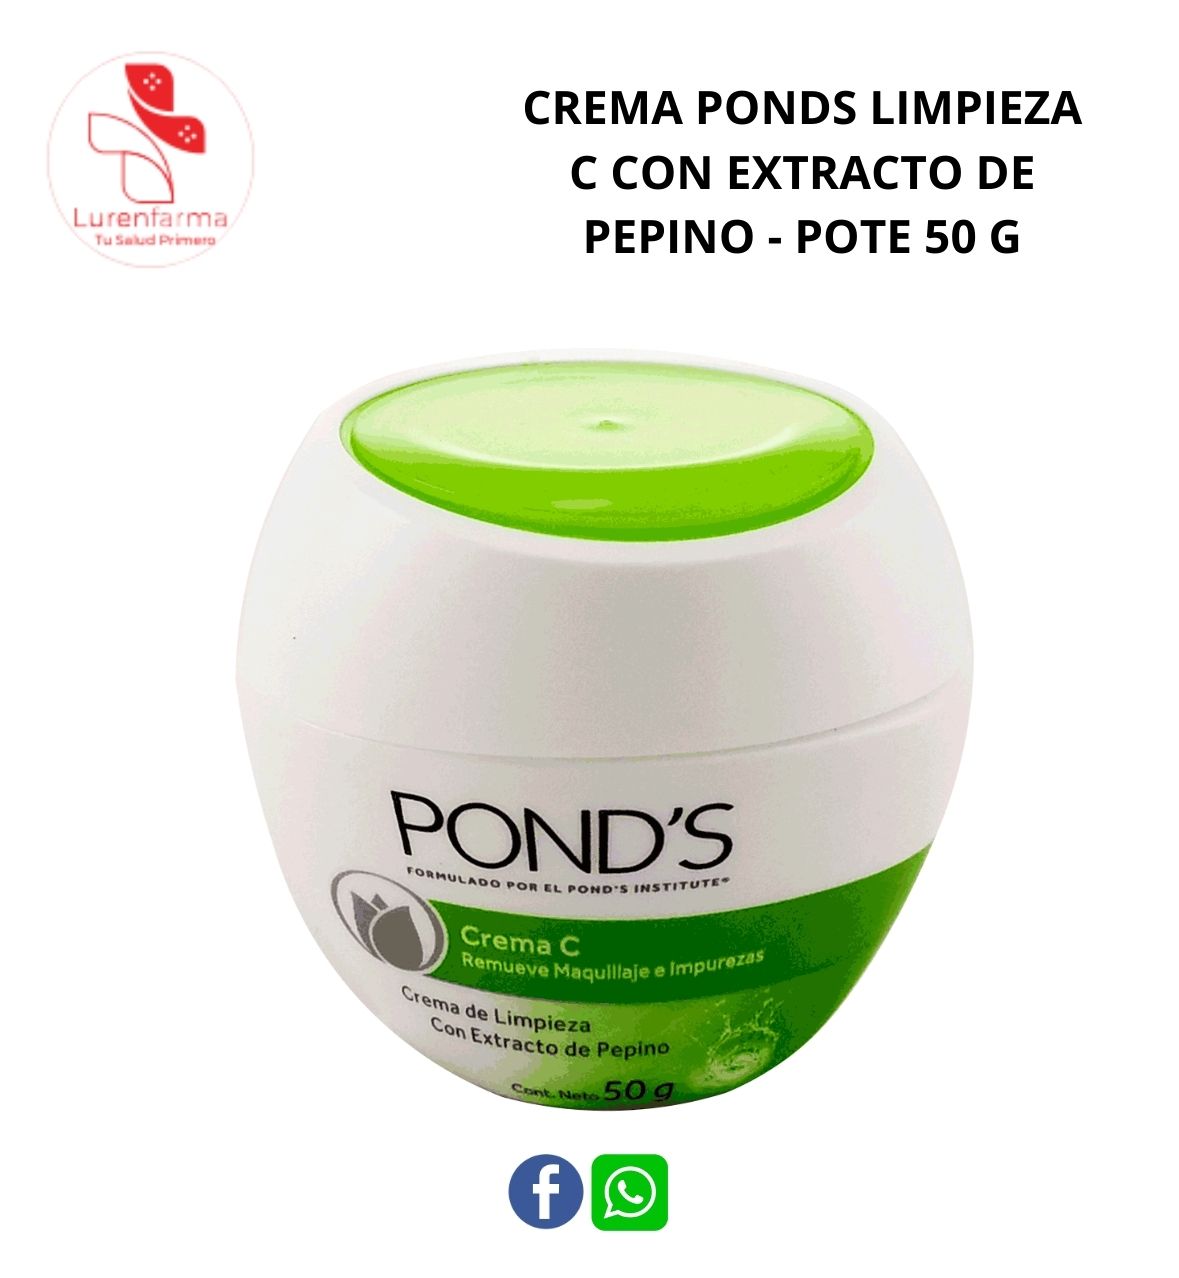 Lurenfarma
Tu Salud Primero
CREMA PONDS LIMPIEZA
C CON EXTRACTO DE
PEPINO - POTE 50 G
POND'S
FORMULADO POR EL POND'S INSTITUTE
Crema C
Remueve Maquillaje e Impurezas
Crema de Limpieza
Con Extracto de Pepino
Cont. Neto 50 g